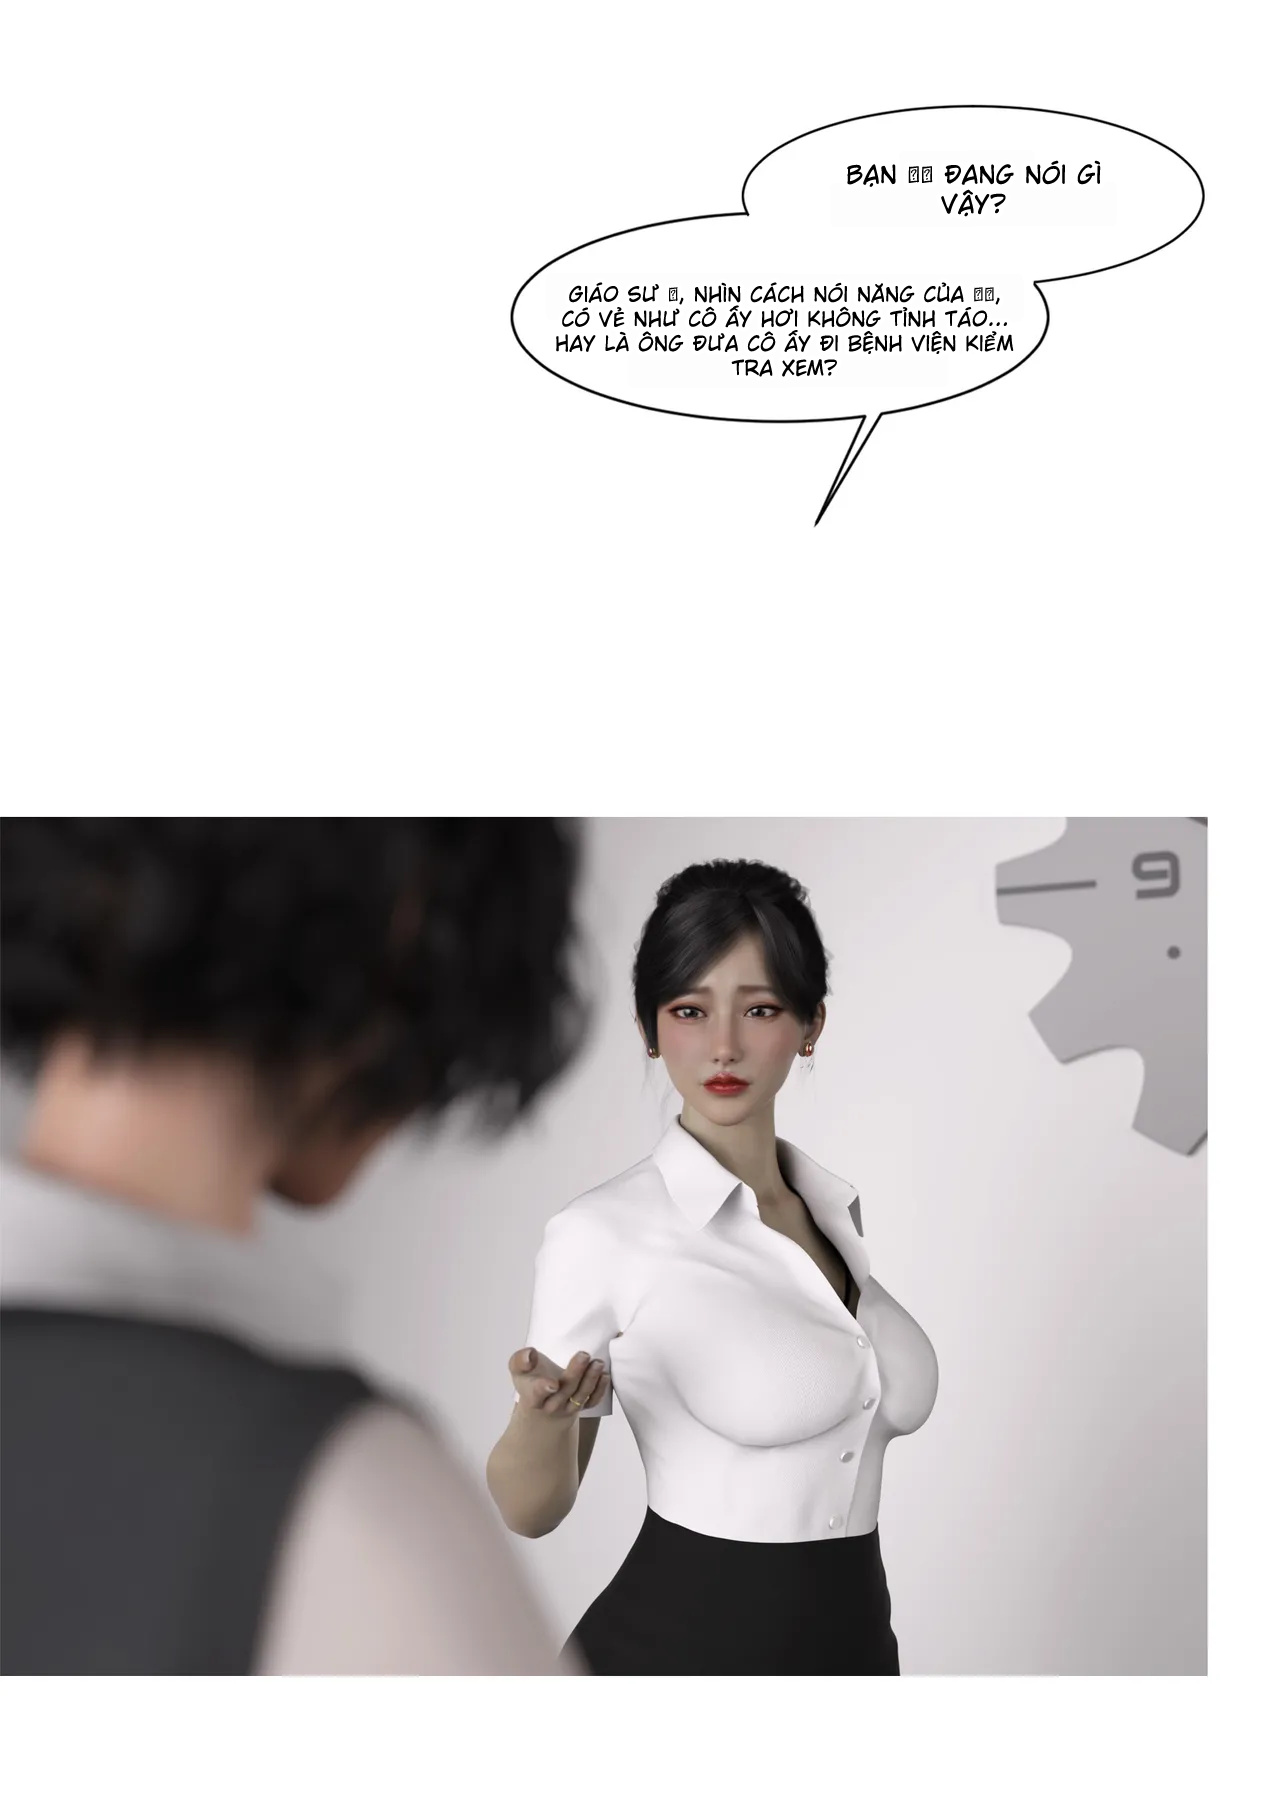 BẠN ĐANG NÓI GÌ
VẬY?
GIÁO SƯ , NHÌN CÁCH NÓI NĂNG CỦA ,
CÓ VẺ NHƯ CÔ ẤY HƠI KHÔNG TỈNH TÁO...
HAY LÀ ÔNG ĐƯA CÔ ẤY ĐI BỆNH VIỆN KIỂM
TRA XEM?
9